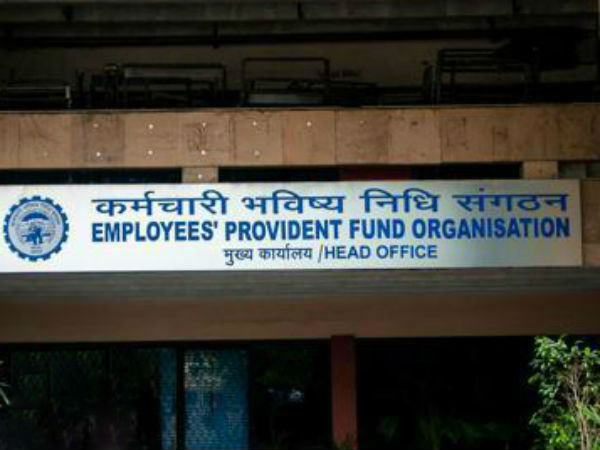 कर्मचारी भविष्य निधि संगठन
EMPLOYEES' PROVIDENT FUND ORGANISATION
मुख्य कार्यालय /HEAD OFFICE